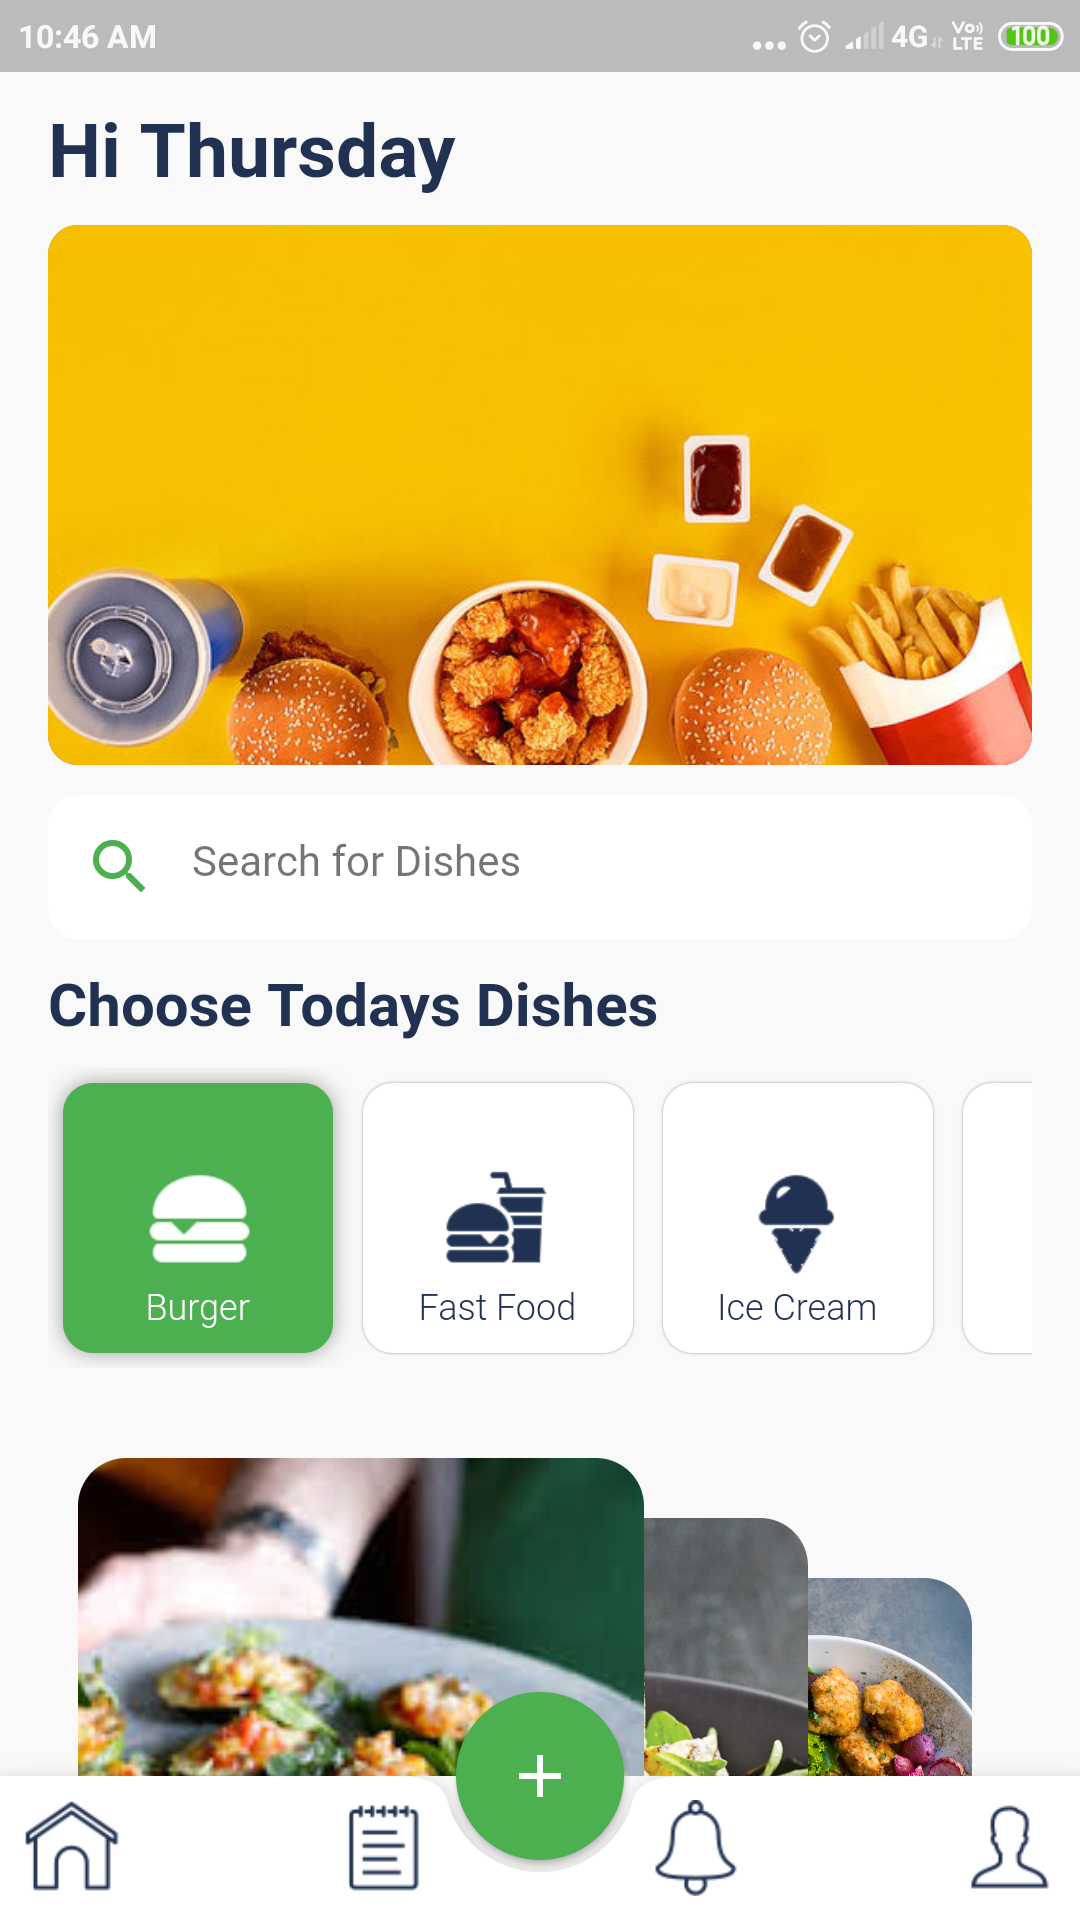 10:46 AM
4G
Vo
LTE
100
Hi Thursday
Search for Dishes
Choose Todays Dishes
Burger
Fast Food
Ice Cream